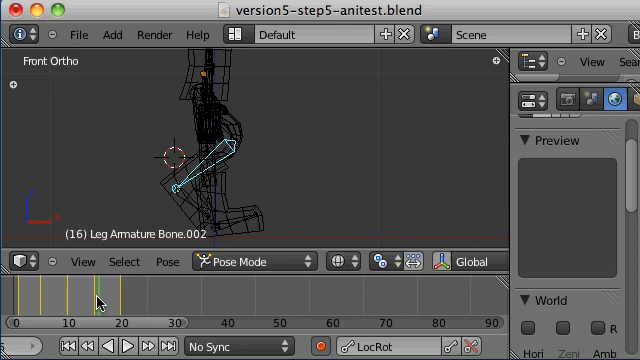 version5-step5-anitest.blend
File Add Render Help Default Scene
Front Ortho
View Sear
(16) Leg Armature Bone.002
Preview
View Select Pose Pose Mode Global
World
0 10 20 30 40 50 60 70 80 90
No Sync LocRot
R
Hori Zeni Amb